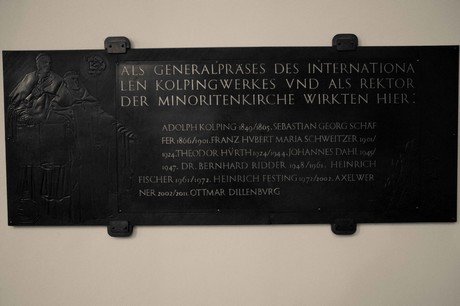 ALS GENERALPRÄSES DES INTERNATIONA
LEN KOLPINGWERKES VND ALS REKTOR
DER MINORITENKIRCHE WIRKTEN HIER:
ADOLPH KOLPING 1849/1865. SEBASTIAN GEORG SCHÄF
FER 1866/1901. FRANZ HVBERT MARIA SCHWEITZER 1901/
1924. THEODOR HVRTH 1924/1944. JOHANNES DAHL 1945/
1947. DR. BERNHARD RIDDER 1948/1961. HEINRICH
FISCHER 1961/1972. HEINRICH FESTING 1972/2002. AXEL WER
NER 2002/2011 OTTMAR DILLENBVRG